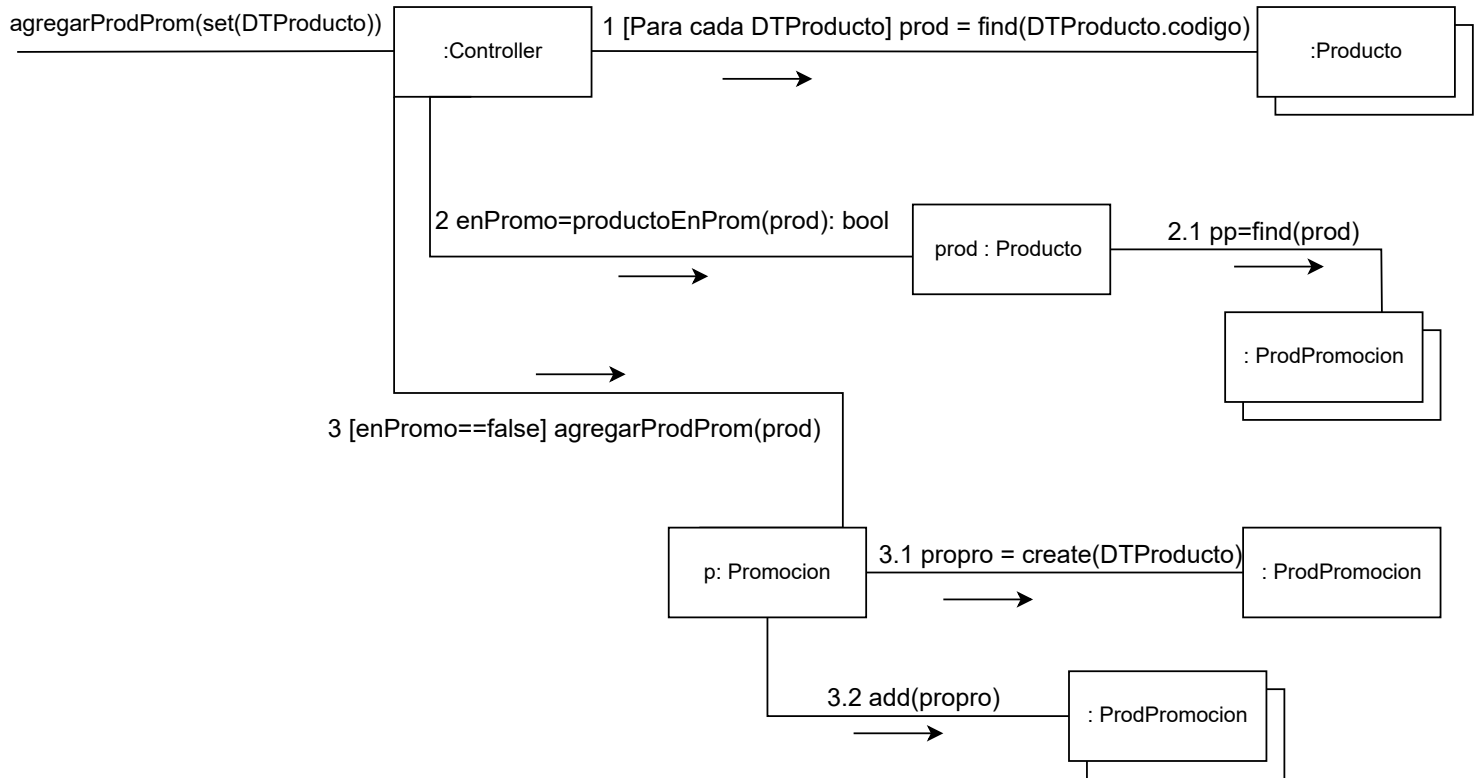 agregarProdProm(set(DTProducto))
1 [Para cada DTProducto] prod = find(DTProducto.codigo)
:Controller
:Producto
2 enPromo=productoEnProm(prod): bool
prod : Producto
2.1 pp=find(prod)
: ProdPromocion
3 [enPromo==false] agregarProdProm(prod)
p: Promocion
3.1 propro = create(DTProducto)
: ProdPromocion
3.2 add(propro)
: ProdPromocion